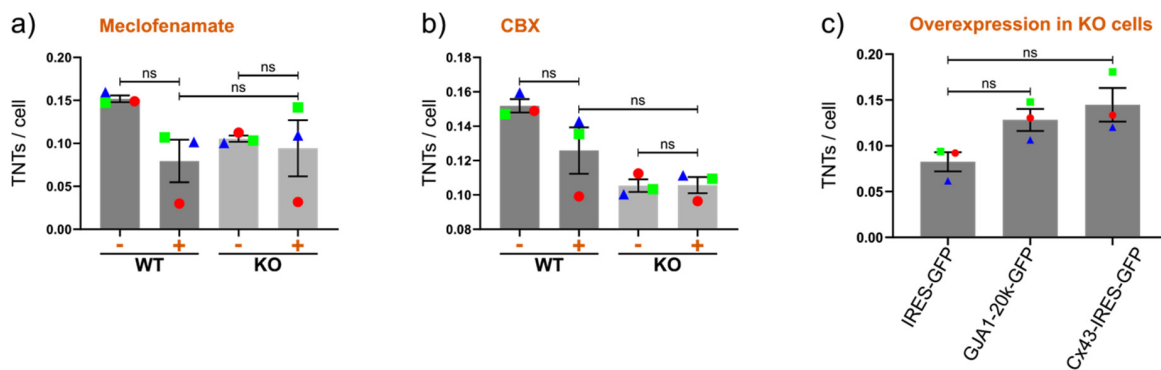 a) Meclofenamate
TNTs / cell
0.20
0.15
0.10
0.05
0.00
ns
ns
ns
- + - +
WT KO
b) CBX
TNTs / cell
0.18
0.16
0.14
0.12
0.10
0.08
ns
ns
ns
- + - +
WT KO
c) Overexpression in KO cells
TNTs / cell
0.20
0.15
0.10
0.05
0.00
ns
ns
IRES-GFP
GJA1-20k-GFP
Cx43-IRES-GFP